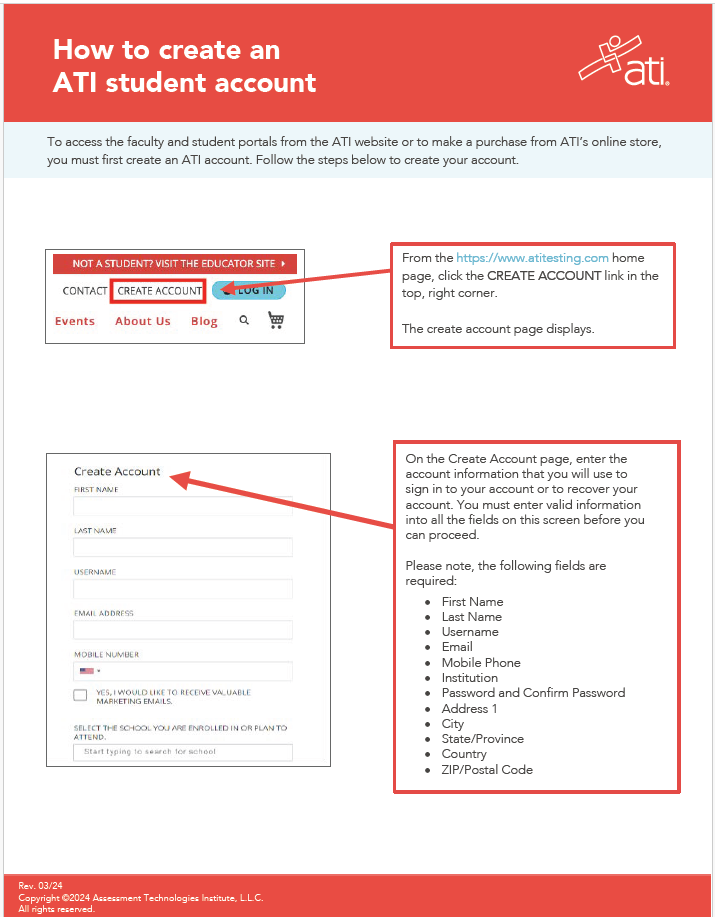 How to create an
ATI student account
ati®
To access the faculty and student portals from the ATI website or to make a purchase from ATI's online store,
you must first create an ATI account. Follow the steps below to create your account.
NOT A STUDENT? VISIT THE EDUCATOR SITE
CONTACT CREATE ACCOUNT LOG IN
Events About Us Blog
From the https://www.atitesting.com home
page, click the CREATE ACCOUNT link in the
top, right corner.
The create account page displays.
Create Account
FIRST NAME
LAST NAME
USERNAME
EMAIL ADDRESS
MOBILE NUMBER
YES, I WOULD LIKE TO RECEIVE VALUABLE
MARKETING EMAILS.
SELECT THE SCHOOL YOU ARE ENROLLED IN OR PLAN TO
ATTEND.
Start typing to search for school
On the Create Account page, enter the
account information that you will use to
sign in to your account or to recover your
account. You must enter valid information
into all the fields on this screen before you
can proceed.
Please note, the following fields are
required:
• First Name
• Last Name
• Username
• Email
• Mobile Phone
• Institution
• Password and Confirm Password
• Address 1
• City
• State/Province
• Country
• ZIP/Postal Code
Rev. 03/24
Copyright ©2024 Assessment Technologies Institute, L.L.C.
All rights reserved.